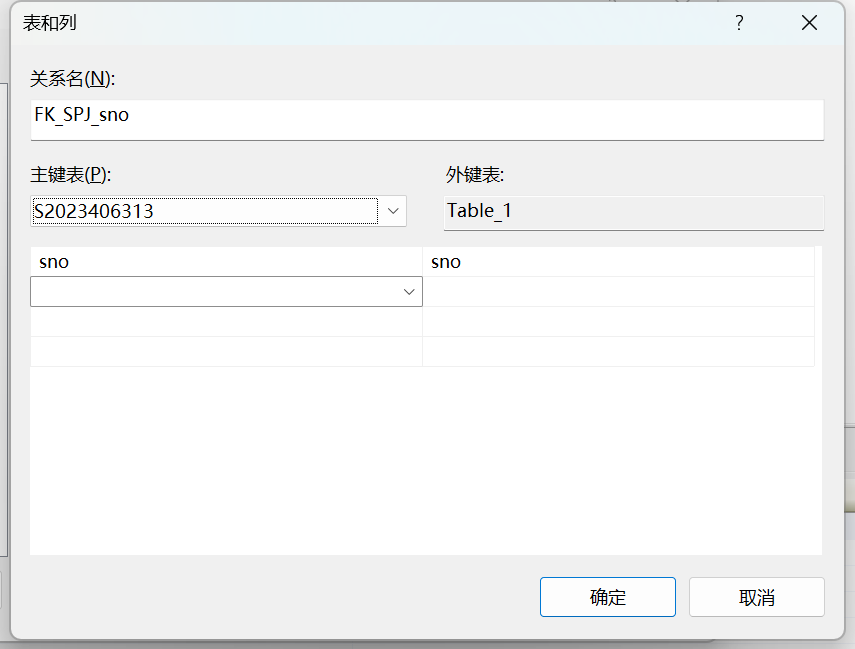 表和列
?
关系名(N):
FK_SPJ_sno
主键表(P):
外键表:
S2023406313
Table_1
sno
sno
确定
取消